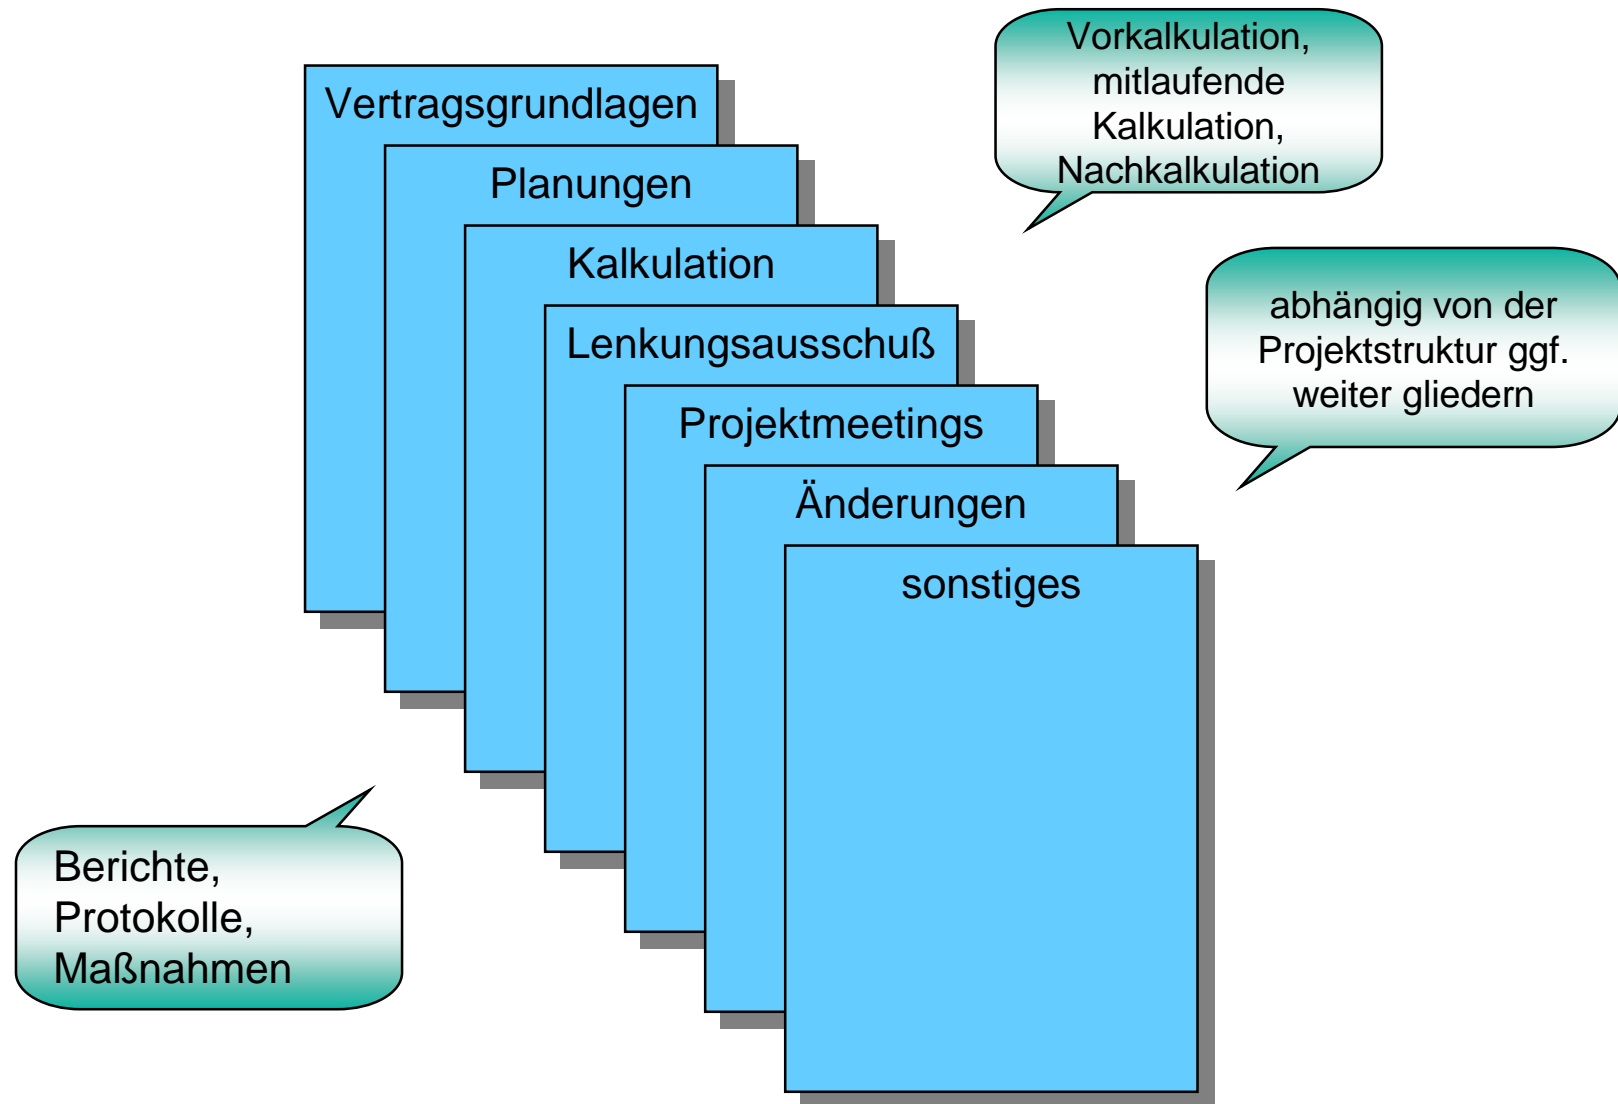 Vorkalkulation,
mitlaufende
Kalkulation,
Nachkalkulation
Vertragsgrundlagen
Planungen
Kalkulation
Lenkungsausschuß
Projektmeetings
Änderungen
sonstiges
abhängig von der
Projektstruktur ggf.
weiter gliedern
Berichte,
Protokolle,
Maßnahmen